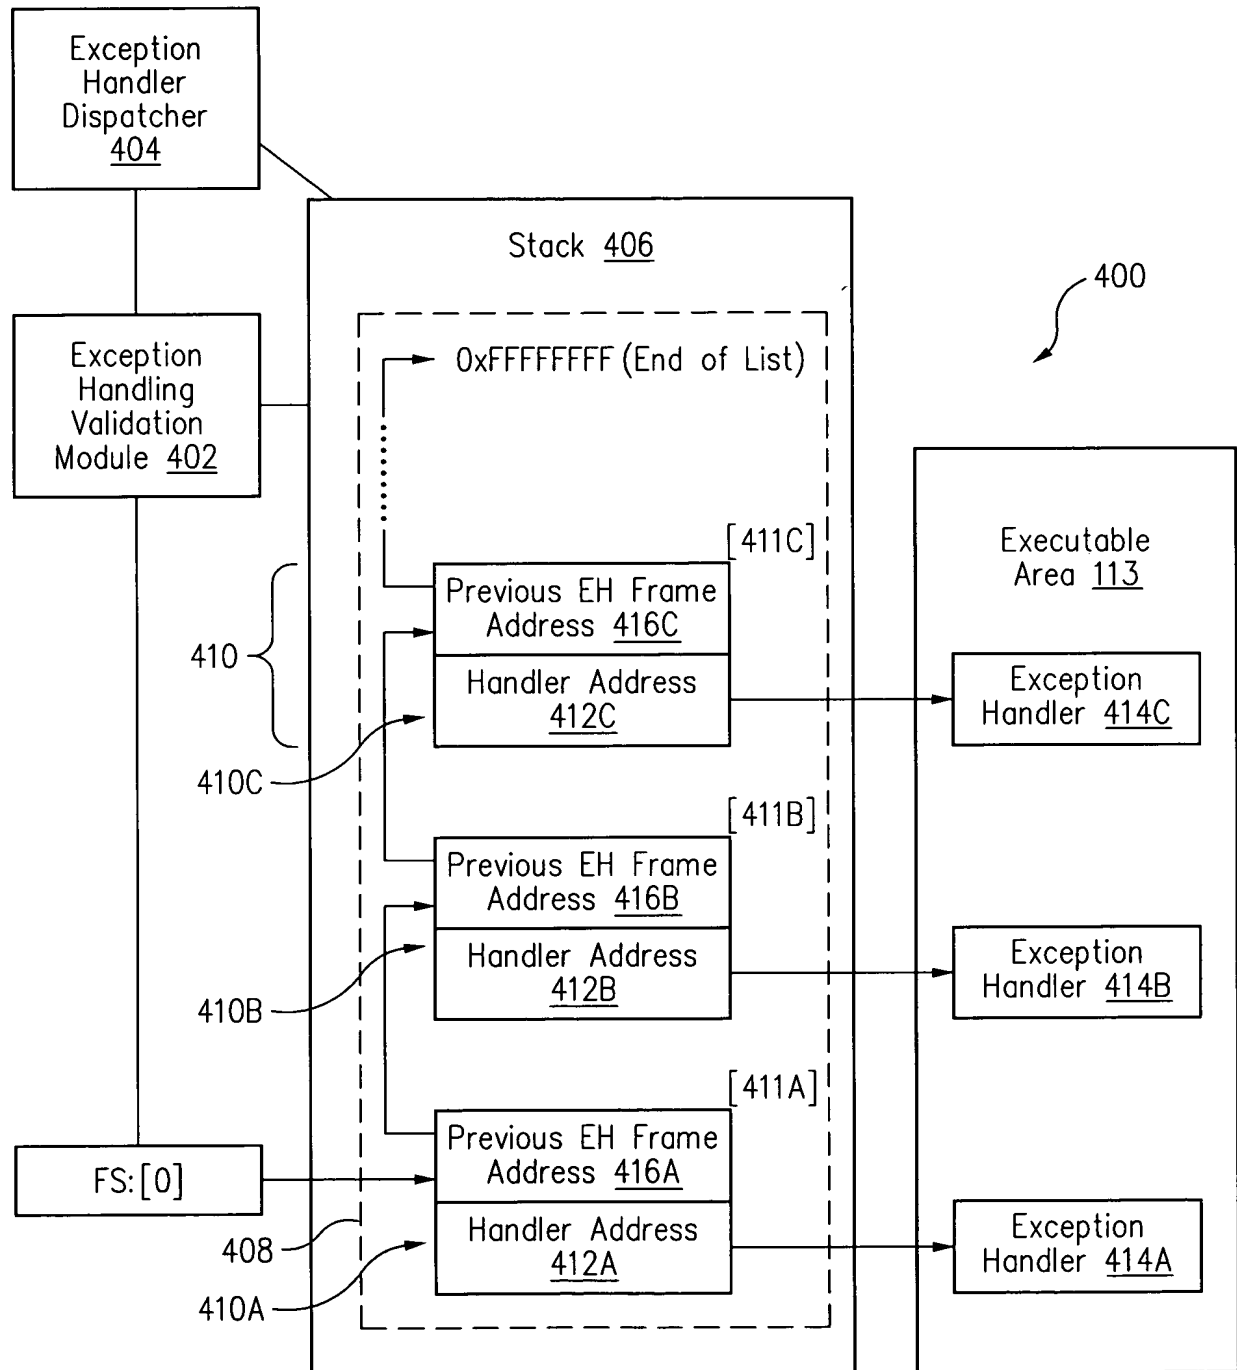 Exception
Handler
Dispatcher
404
Stack 406
400
Exception
Handling
Validation
Module 402
0xFFFFFFFF (End of List)
[411C]
Executable
Area 113
Previous EH Frame
Address 416C
410
Handler Address
412C
Exception
Handler 414C
410C
[411B]
Previous EH Frame
Address 416B
Handler Address
412B
Exception
Handler 414B
410B
[411A]
Previous EH Frame
Address 416A
FS:[0]
Handler Address
412A
Exception
Handler 414A
408
410A